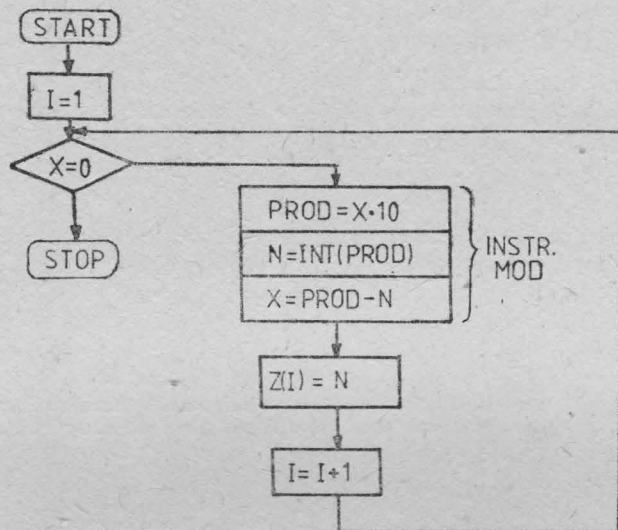 START
I=1
X=0
STOP
PROD=X·10
N=INT(PROD)
X=PROD-N
INSTR.
MOD
Z(I) = N
I= I+1